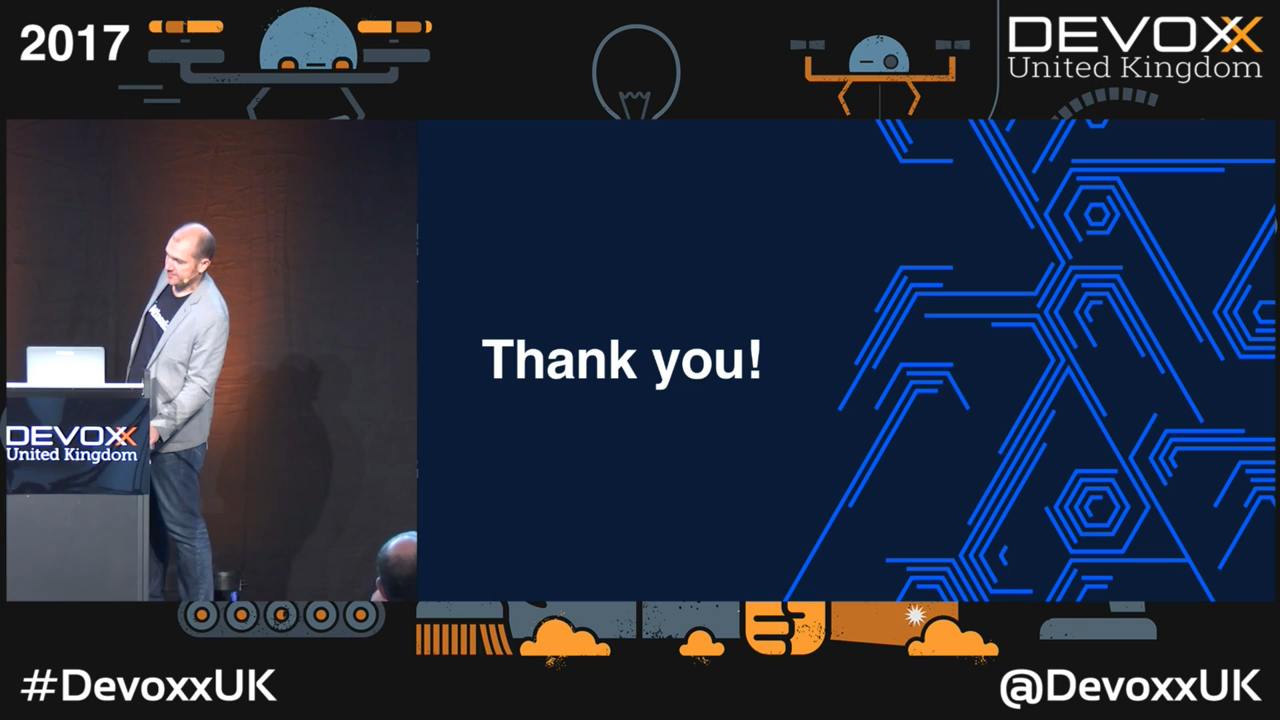 2017
DEVOXX
United Kingdom
Thank you!
DEVOXX
United Kingdom
#DevoxxUK
@DevoxxUK